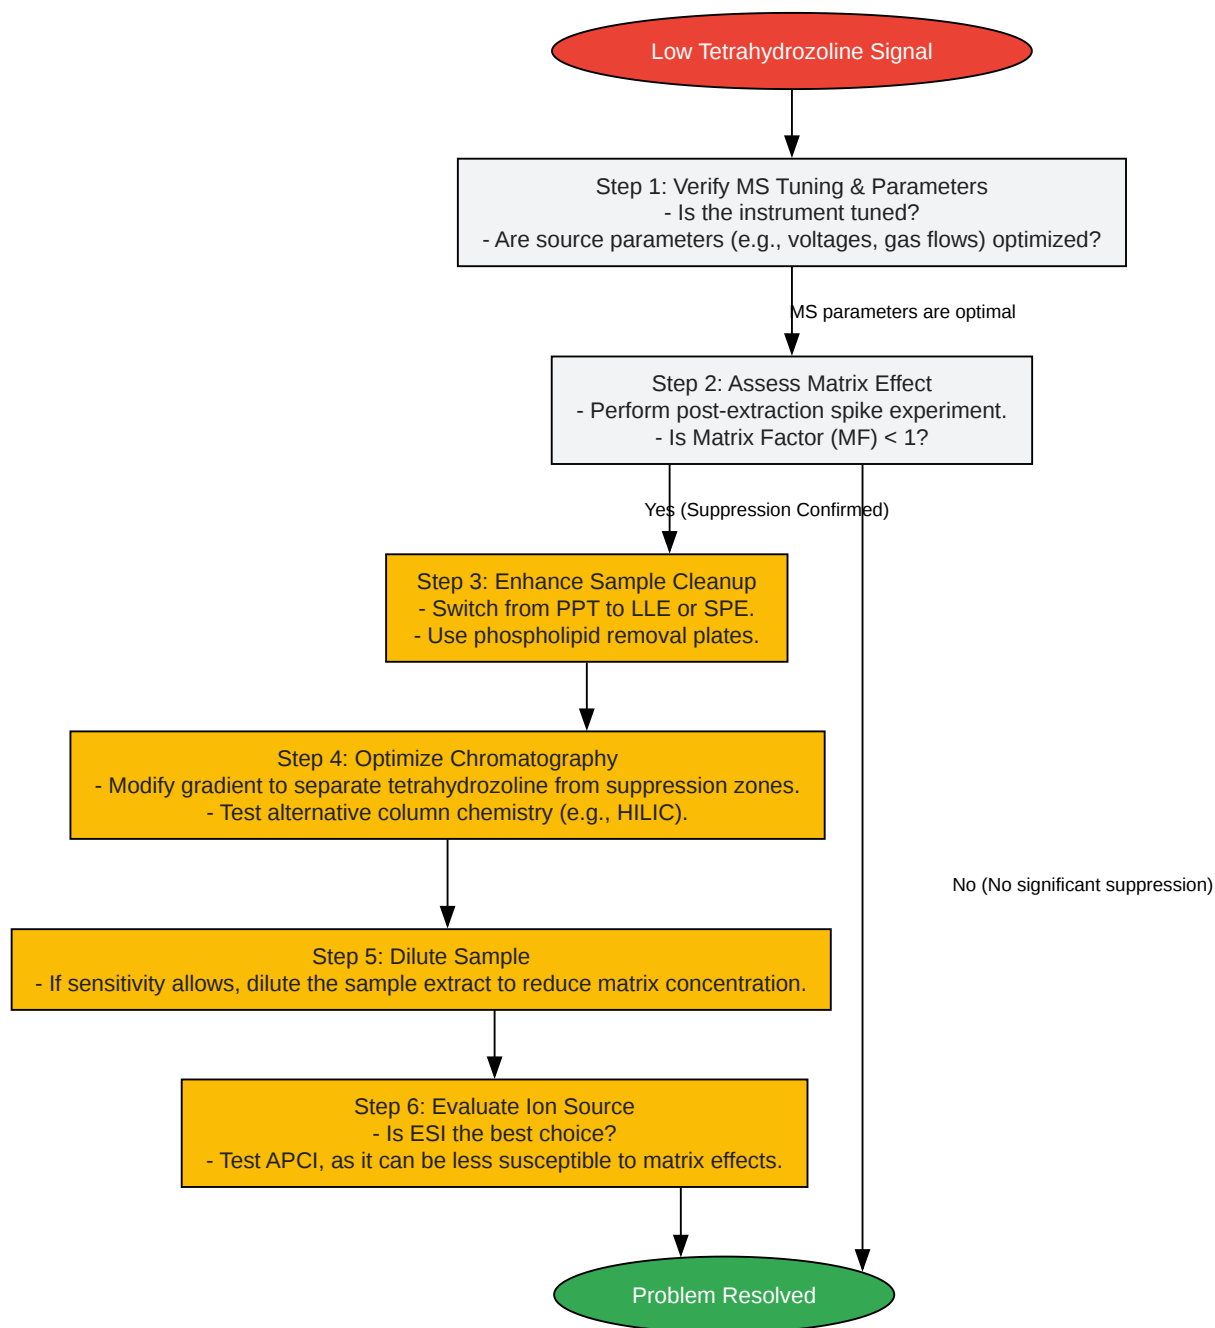 Low Tetrahydrozoline Signal
Step 1: Verify MS Tuning & Parameters
- Is the instrument tuned?
- Are source parameters (e.g., voltages, gas flows) optimized?
MS parameters are optimal
Step 2: Assess Matrix Effect
- Perform post-extraction spike experiment.
- Is Matrix Factor (MF) < 1?
Yes (Suppression Confirmed)
Step 3: Enhance Sample Cleanup
- Switch from PPT to LLE or SPE.
- Use phospholipid removal plates.
Step 4: Optimize Chromatography
- Modify gradient to separate tetrahydrozoline from suppression zones.
- Test alternative column chemistry (e.g., HILIC).
No (No significant suppression)
Step 5: Dilute Sample
- If sensitivity allows, dilute the sample extract to reduce matrix concentration.
Step 6: Evaluate Ion Source
- Is ESI the best choice?
- Test APCI, as it can be less susceptible to matrix effects.
Problem Resolved